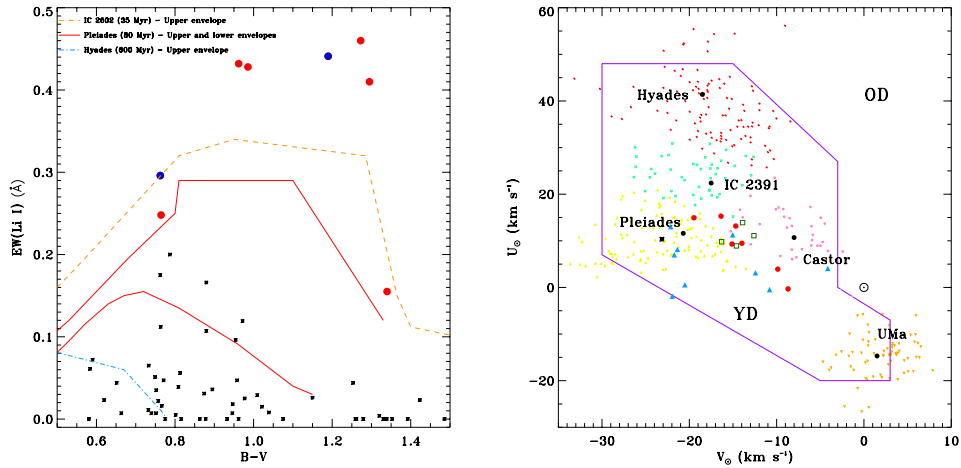 IC 2602 (35 Myr) - Upper envelope
Pleiades (80 Myr) - Upper and lower envelopes
Hyades (600 Myr) - Upper envelope
0.5
0.4
0.3
0.2
0.1
0.0
EW(Li I) (Å)
0.6 0.8 1.0 1.2 1.4
B-V
60
40
20
0
-20
U⊙ (km s⁻¹)
OD
Hyades
IC 2391
Pleiades
Castor
YD
UMa
-30 -20 -10 0 10
V⊙ (km s⁻¹)